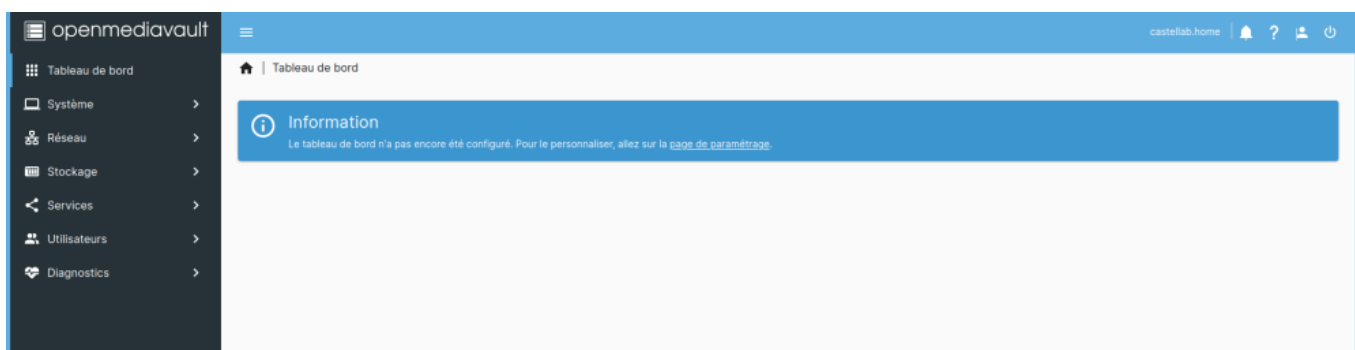 openmediavault
castellab.home
Tableau de bord
Tableau de bord
Système
Réseau
Stockage
Services
Utilisateurs
Diagnostics
Information
Le tableau de bord n'a pas encore été configuré. Pour le personnaliser, allez sur la page de paramétrage.